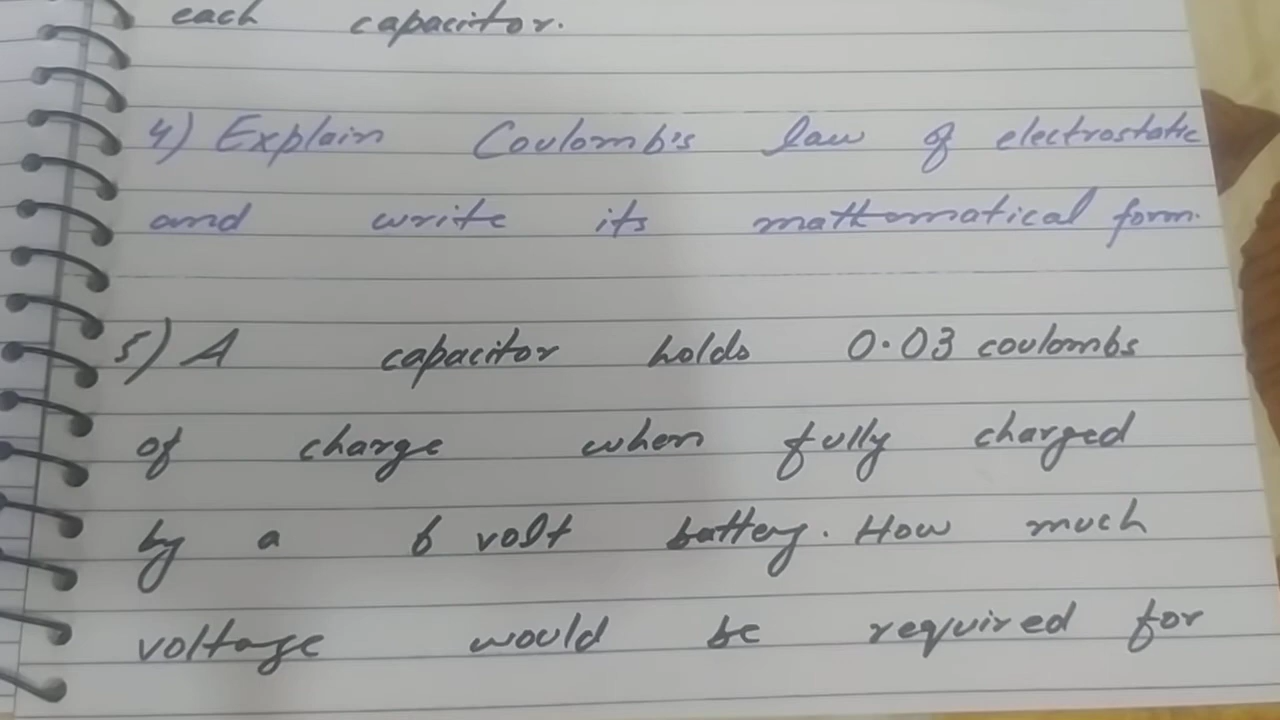 each capacitor.
4) Explain Coulomb's law of electrostatic
and write its mathematical form.
5) A capacitor holds 0.03 coulombs
of charge when fully charged
by a 6 volt battery. How much
voltage would be required for